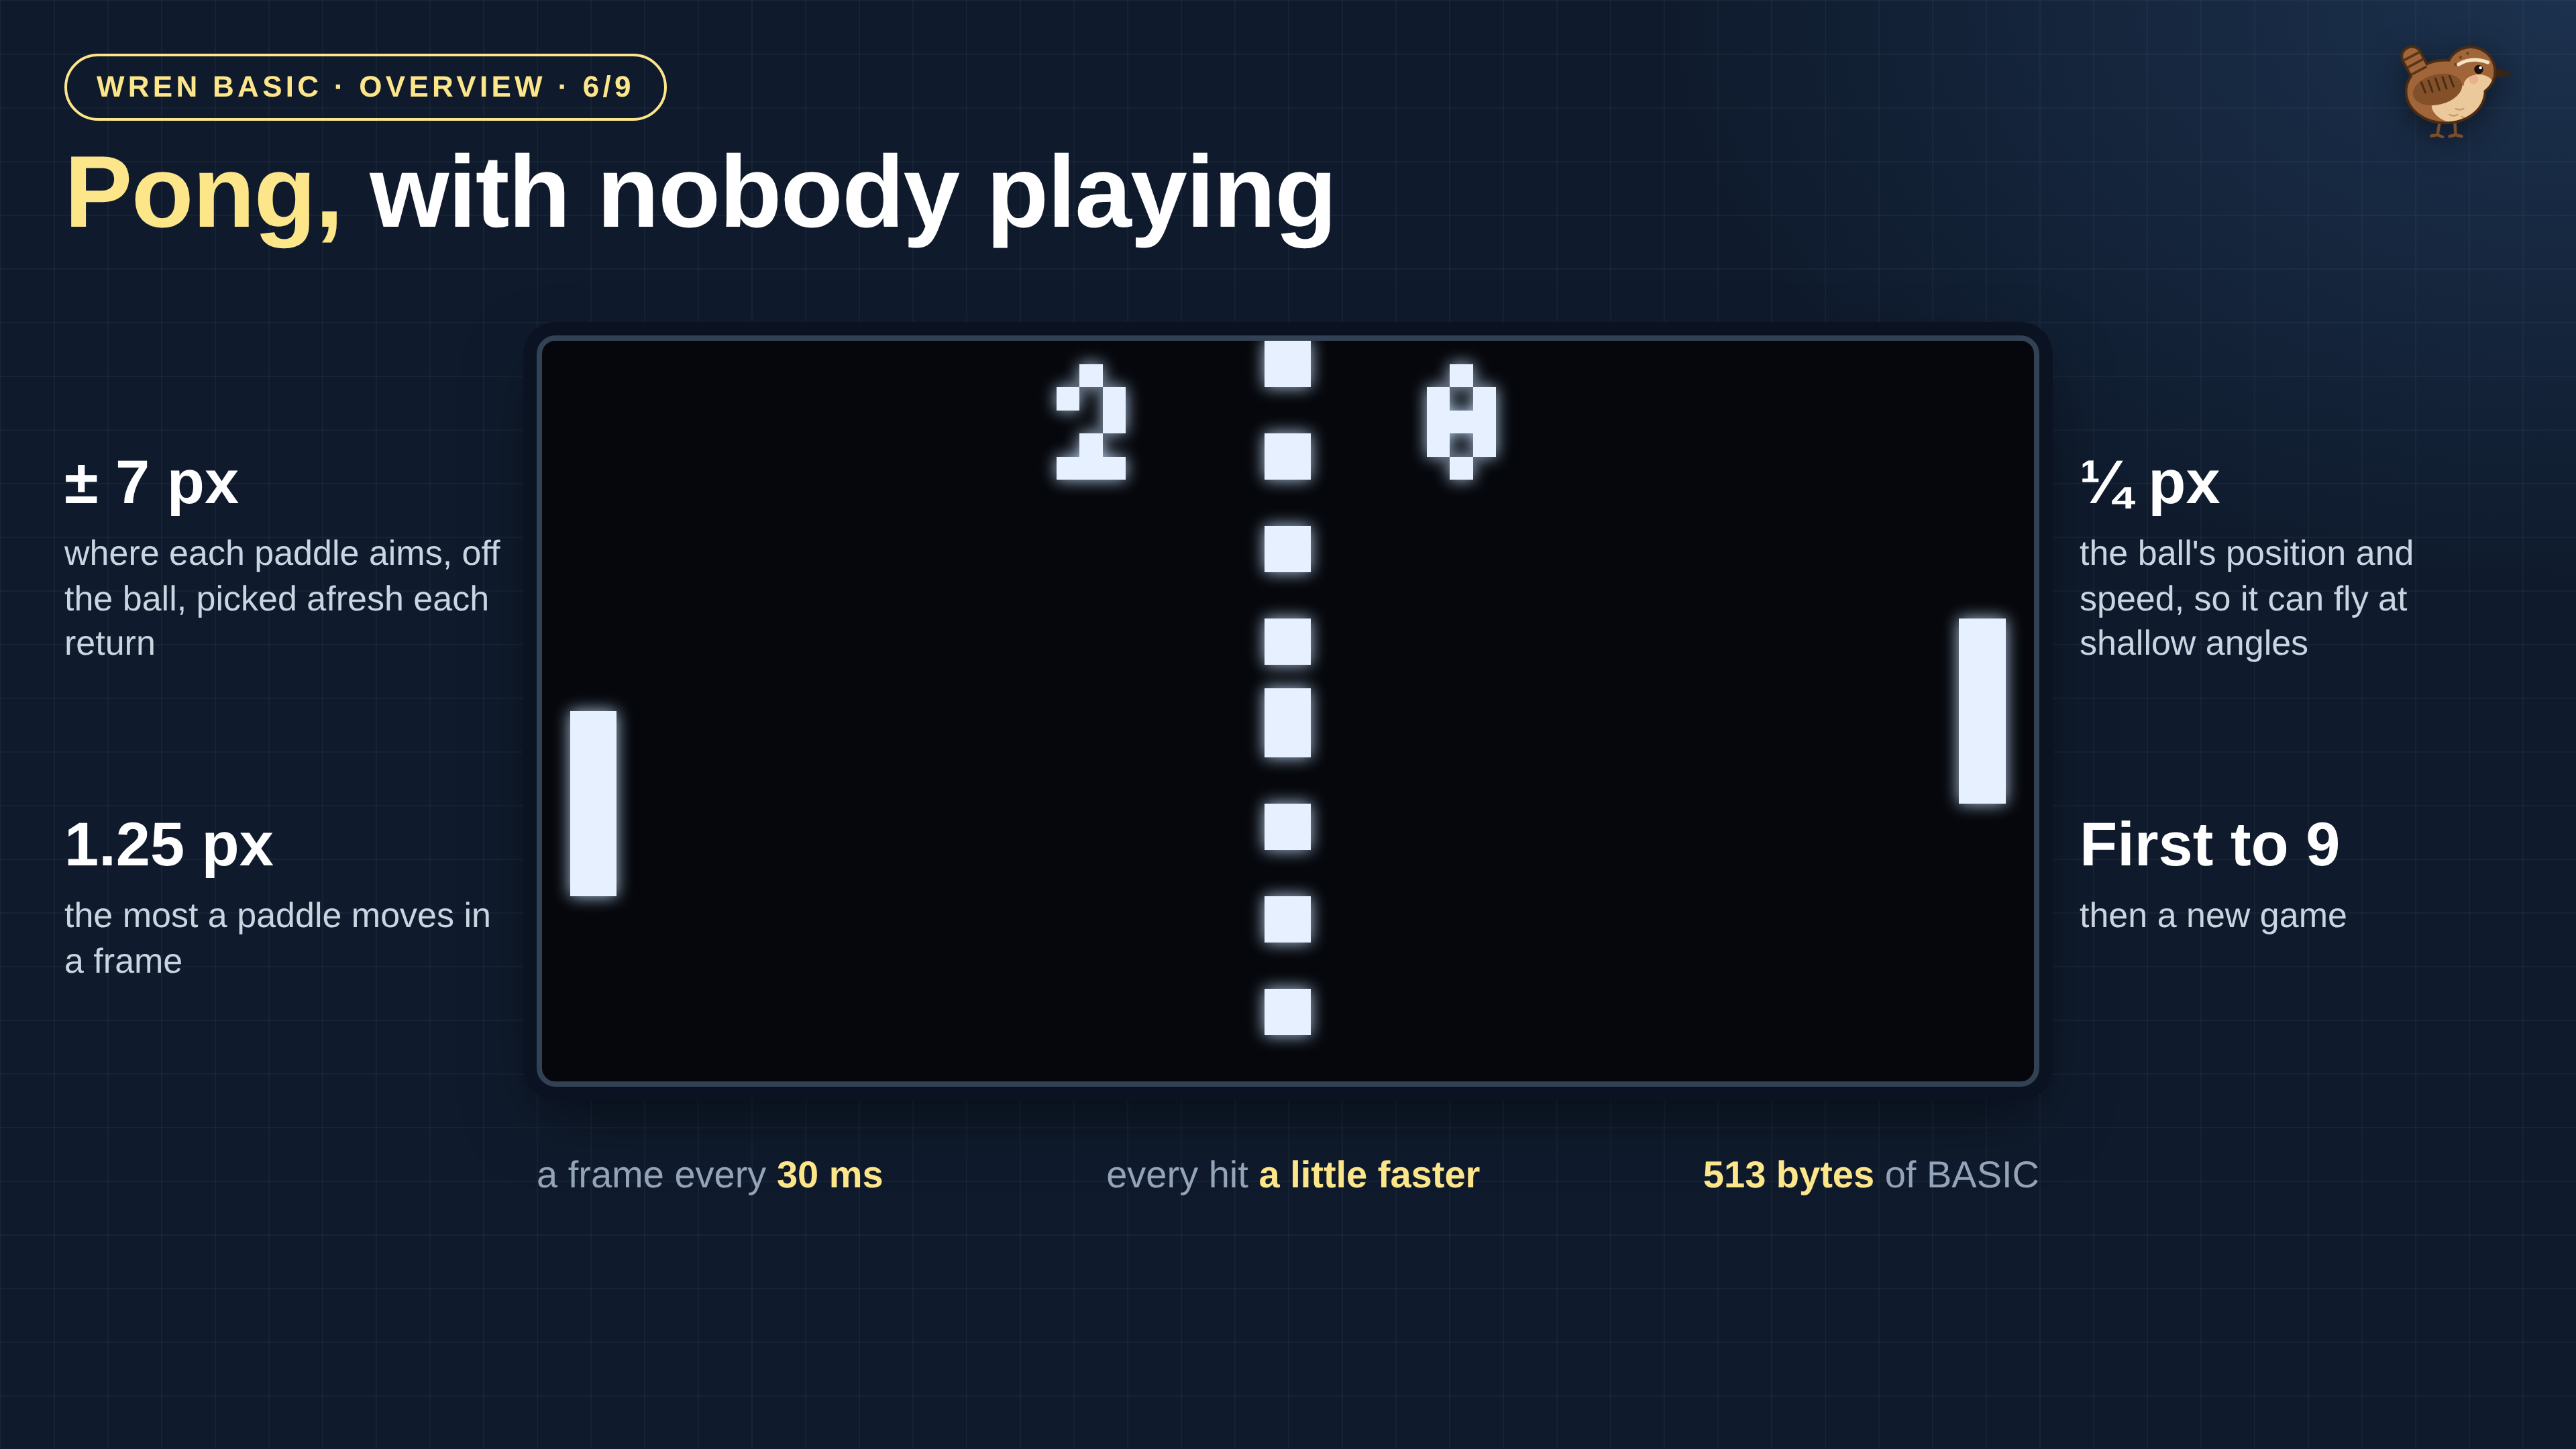 WREN BASIC · OVERVIEW · 6/9
Pong, with nobody playing
2 8
± 7 px
where each paddle aims, off
the ball, picked afresh each
return
1.25 px
the most a paddle moves in
a frame
¼ px
the ball's position and
speed, so it can fly at
shallow angles
First to 9
then a new game
a frame every 30 ms
every hit a little faster
513 bytes of BASIC